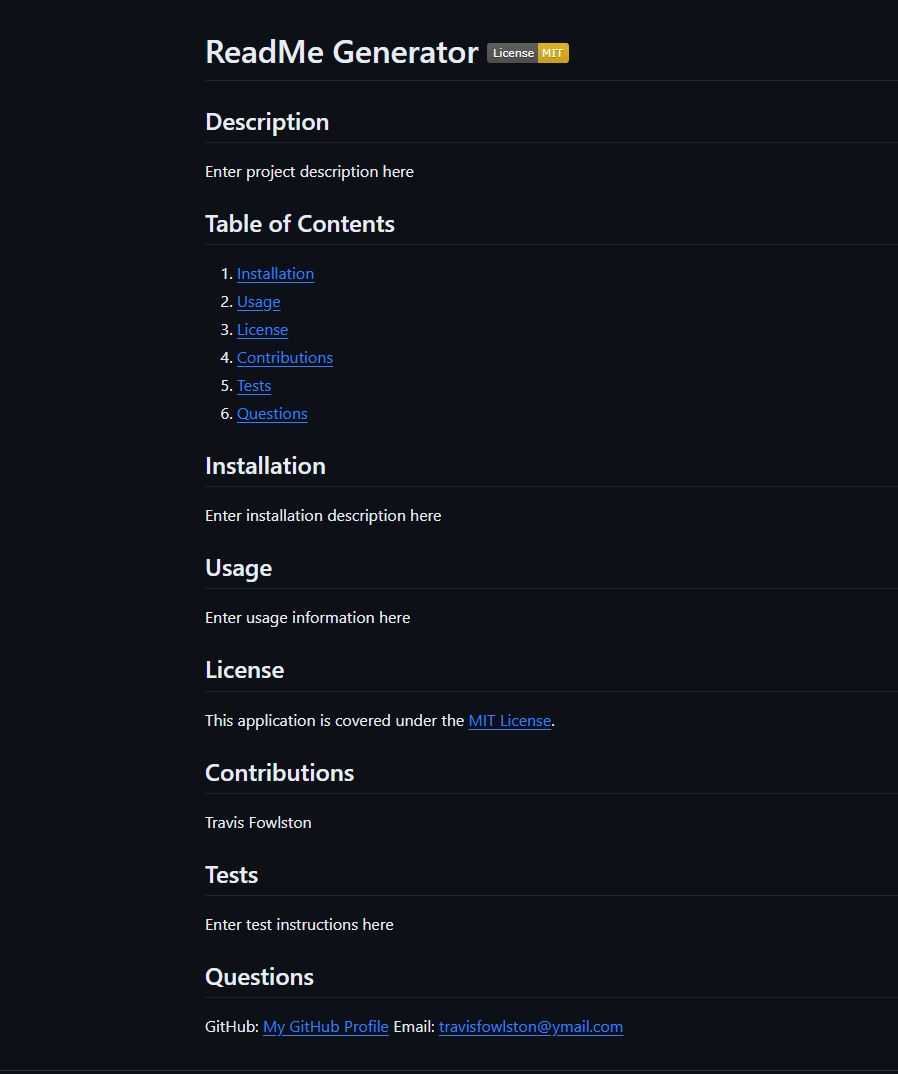 ReadMe Generator License MIT
Description
Enter project description here
Table of Contents
1. Installation
2. Usage
3. License
4. Contributions
5. Tests
6. Questions
Installation
Enter installation description here
Usage
Enter usage information here
License
This application is covered under the MIT License.
Contributions
Travis Fowlston
Tests
Enter test instructions here
Questions
GitHub: My GitHub Profile Email: travisfowlston@ymail.com